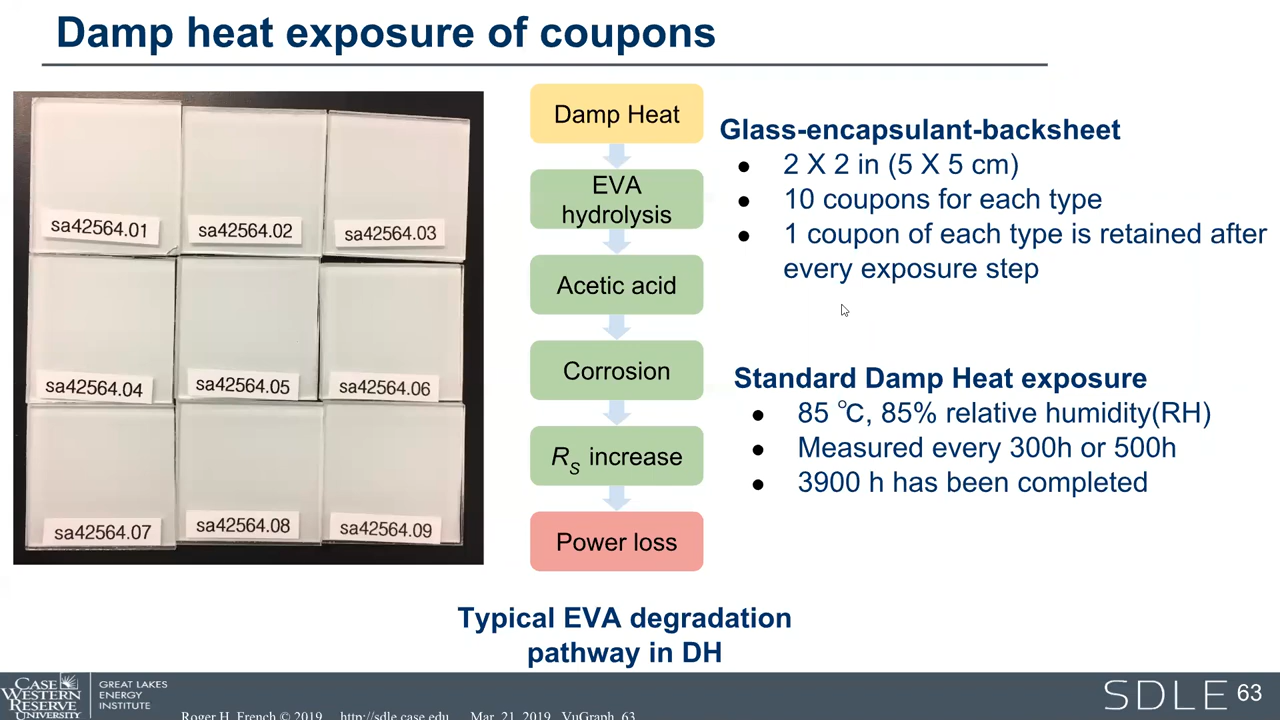 Damp heat exposure of coupons
sa42564.01
sa42564.02
sa42564.03
sa42564.04
sa42564.05
sa42564.06
sa42564.07
sa42564.08
sa42564.09
Damp Heat
EVA
hydrolysis
Acetic acid
Corrosion
RS increase
Power loss
Typical EVA degradation
pathway in DH
Glass-encapsulant-backsheet
● 2 X 2 in (5 X 5 cm)
● 10 coupons for each type
● 1 coupon of each type is retained after
every exposure step
Standard Damp Heat exposure
● 85 ℃, 85% relative humidity(RH)
● Measured every 300h or 500h
● 3900 h has been completed
CASE
WESTERN
RESERVE
UNIVERSITY
GREAT LAKES
ENERGY
INSTITUTE
Roger H. French © 2019 http://sdle.case.edu Mar. 21, 2019 VuGraph 63
SDLE 63